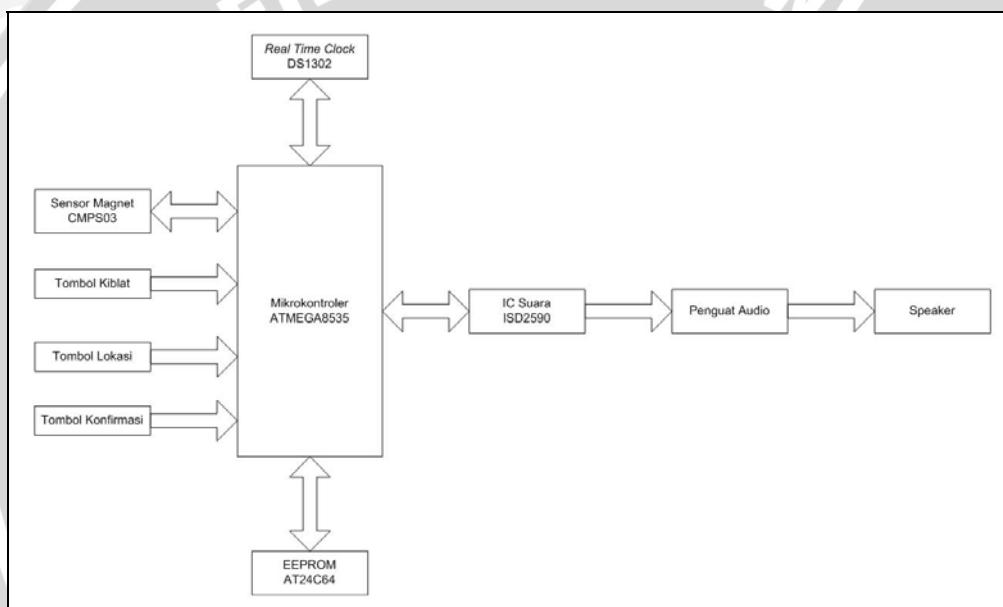 Real Time Clock
DS1302
Sensor Magnet
CMPS03
Tombol Kiblat
Tombol Lokasi
Tombol Konfirmasi
Mikrokontroler
ATMEGA8535
IC Suara
ISD2590
Penguat Audio
Speaker
EEPROM
AT24C64